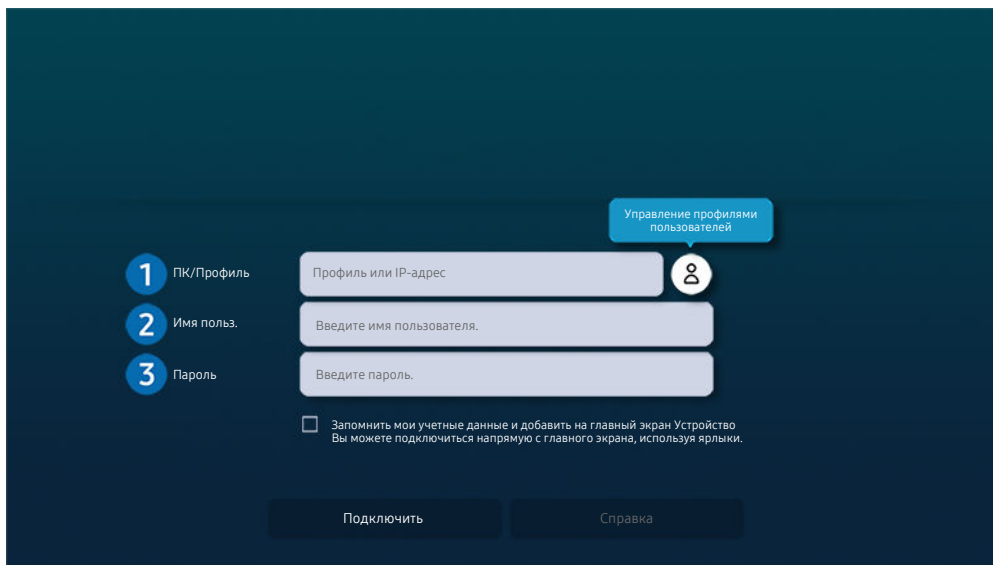 Управление профилями
пользователей
1 ПК/Профиль Профиль или IP-адрес
2 Имя польз. Введите имя пользователя.
3 Пароль Введите пароль.
Запомнить мои учетные данные и добавить на главный экран Устройство
Вы можете подключиться напрямую с главного экрана, используя ярлыки.
Подключить Справка